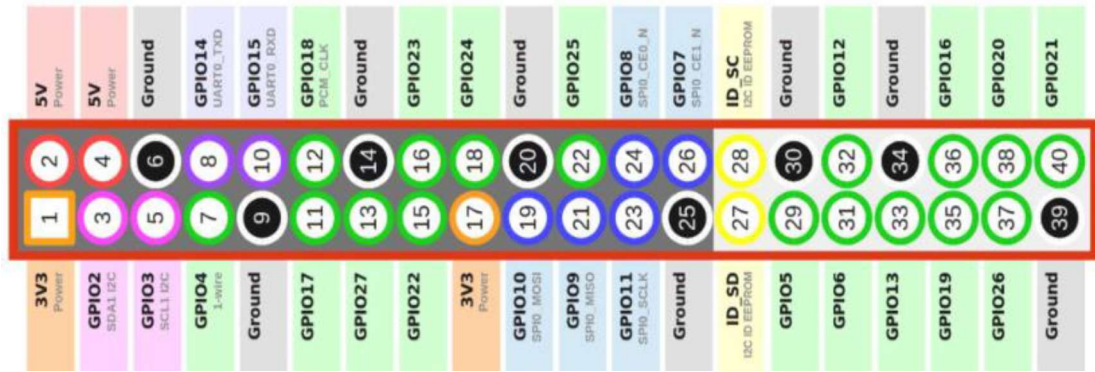 5V
Power
5V
Power
Ground
GPIO14
UART0_TXD
GPIO15
UART0_RXD
GPIO18
PCM_CLK
Ground
GPIO23
GPIO24
Ground
GPIO25
GPIO8
SPI0_CE0_N
GPIO7
SPI0_CE1_N
ID_SC
I2C ID EEPROM
Ground
GPIO12
Ground
GPIO16
GPIO20
GPIO21
2 4 6 8 10 12 14 16 18 20 22 24 26 28 30 32 34 36 38 40
1 3 5 7 9 11 13 15 17 19 21 23 25 27 29 31 33 35 37 39
3V3
Power
GPIO2
SDA1 I2C
GPIO3
SCL1 I2C
GPIO4
1-wire
Ground
GPIO17
GPIO27
GPIO22
3V3
Power
GPIO10
SPI0_MOSI
GPIO9
SPI0_MISO
GPIO11
SPI0_SCLK
Ground
ID_SD
I2C ID EEPROM
GPIO5
GPIO6
GPIO13
GPIO19
GPIO26
Ground